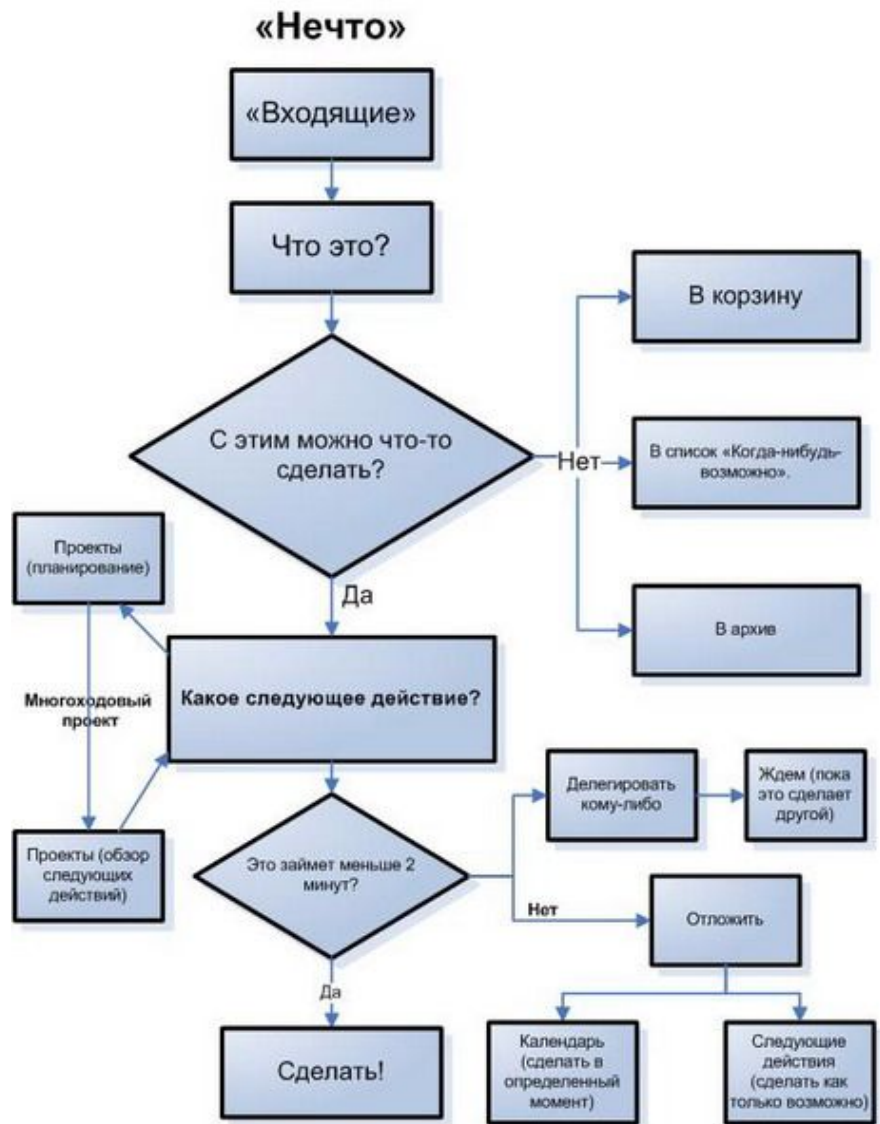 «Нечто»
«Входящие»
Что это?
В корзину
С этим можно что-то
сделать?
Нет
В список «Когда-нибудь-
возможно».
В архив
Да
Проекты
(планирование)
Многоходовый
проект
Какое следующее действие?
Проекты (обзор
следующих
действий)
Это займет меньше 2
минут?
Делегировать
кому-либо
Ждем (пока
это сделает
другой)
Нет
Отложить
Да
Сделать!
Календарь
(сделать в
определенный
момент)
Следующие
действия
(сделать как
только возможно)